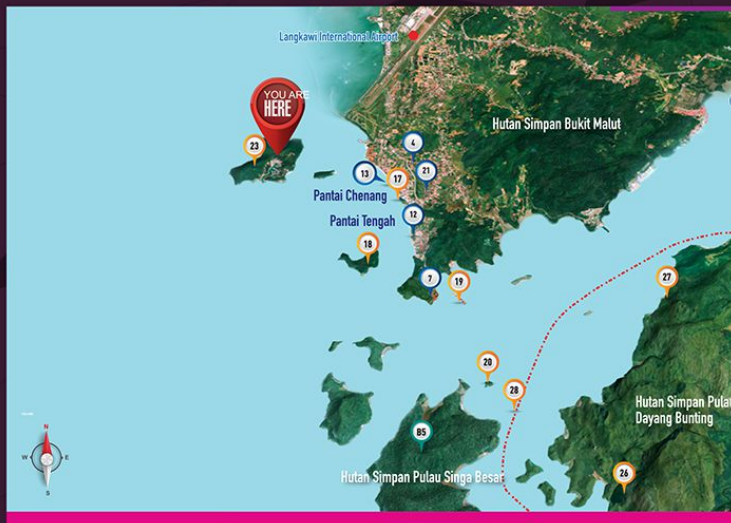 Langkawi International Airport
YOU ARE
HERE
Hutan Simpan Bukit Malut
23
4
13
17
21
Pantai Chenang
Pantai Tengah
12
18
7
19
27
20
28
Hutan Simpan Pulau
Dayang Bunting
B5
Hutan Simpan Pulau Singa Besar
26
N
W
E
S